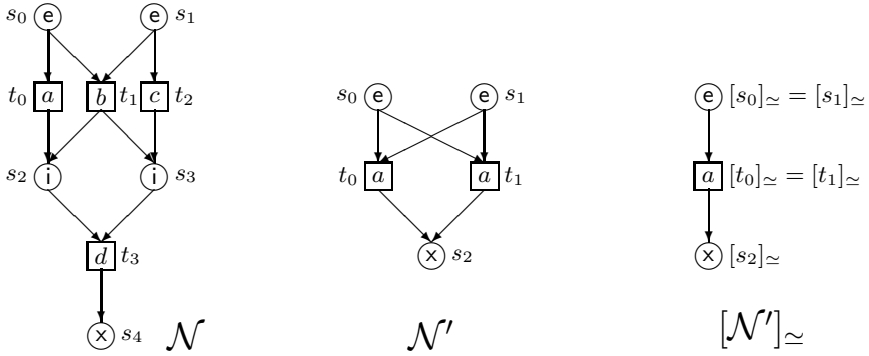 s₀ e e s₁
t₀ a b t₁ c t₂
s₀ e e s₁
e [s₀]≃ = [s₁]≃
s₂ i i s₃
t₀ a a t₁
a [t₀]≃ = [t₁]≃
d t₃
x s₂
x [s₂]≃
x s₄
𝒩
𝒩′
[𝒩′]≃